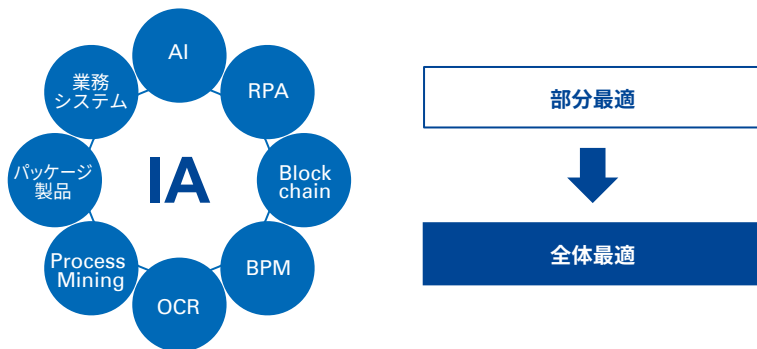 AI
RPA
Block
chain
BPM
OCR
Process
Mining
パッケージ
製品
業務
システム
IA
部分最適
全体最適